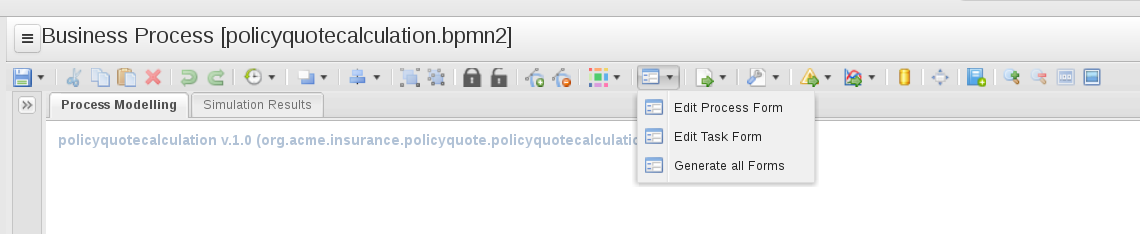 Business Process [policyquotecalculation.bpmn2]
Process Modelling
Simulation Results
policyquotecalculation v.1.0 (org.acme.insurance.policyquote.policyquotecalculatio
Edit Process Form
Edit Task Form
Generate all Forms